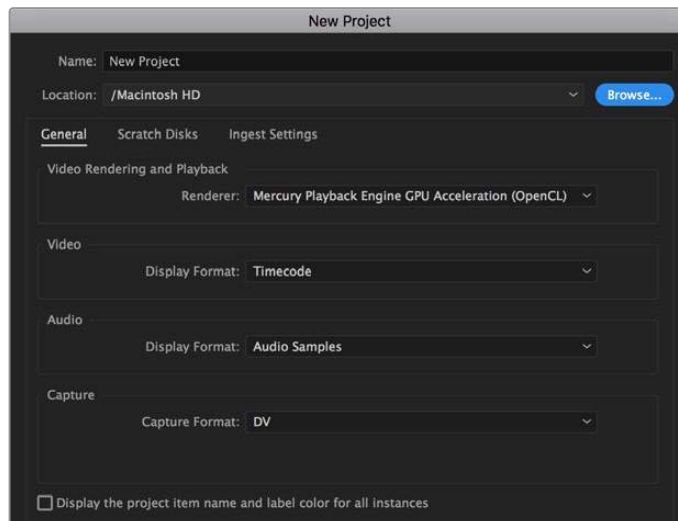 New Project
Name: New Project
Location: /Macintosh HD Browse...
General Scratch Disks Ingest Settings
Video Rendering and Playback
Renderer: Mercury Playback Engine GPU Acceleration (OpenCL)
Video
Display Format: Timecode
Audio
Display Format: Audio Samples
Capture
Capture Format: DV
Display the project item name and label color for all instances